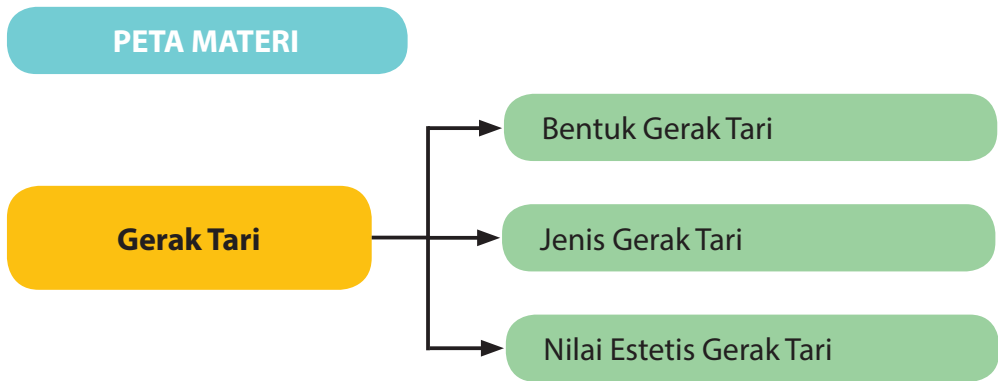 PETA MATERI
Bentuk Gerak Tari
Gerak Tari
Jenis Gerak Tari
Nilai Estetis Gerak Tari